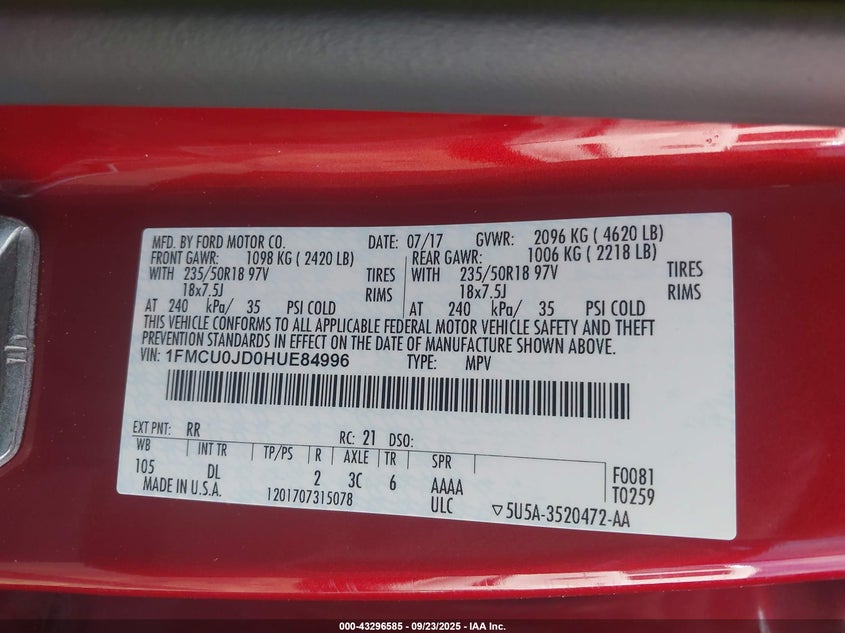 MFD. BY FORD MOTOR CO. DATE: 07/17 GVWR: 2096 KG ( 4620 LB)
FRONT GAWR: 1098 KG ( 2420 LB) REAR GAWR: 1006 KG ( 2218 LB)
WITH 235/50R18 97V TIRES WITH 235/50R18 97V TIRES
18x7.5J RIMS 18x7.5J RIMS
AT 240 kPa/ 35 PSI COLD AT 240 kPa/ 35 PSI COLD
THIS VEHICLE CONFORMS TO ALL APPLICABLE FEDERAL MOTOR VEHICLE SAFETY AND THEFT
PREVENTION STANDARDS IN EFFECT ON THE DATE OF MANUFACTURE SHOWN ABOVE.
VIN: 1FMCU0JD0HUE84996 TYPE: MPV
EXT PNT: RR RC: 21 DSO:
WB INT TR TP/PS R AXLE TR SPR
105 DL 2 3C 6 AAAA F0081
MADE IN U.S.A. 1201707315078 ULC T0259
▽5U5A-3520472-AA
000-43296585 - 09/23/2025 - IAA Inc.